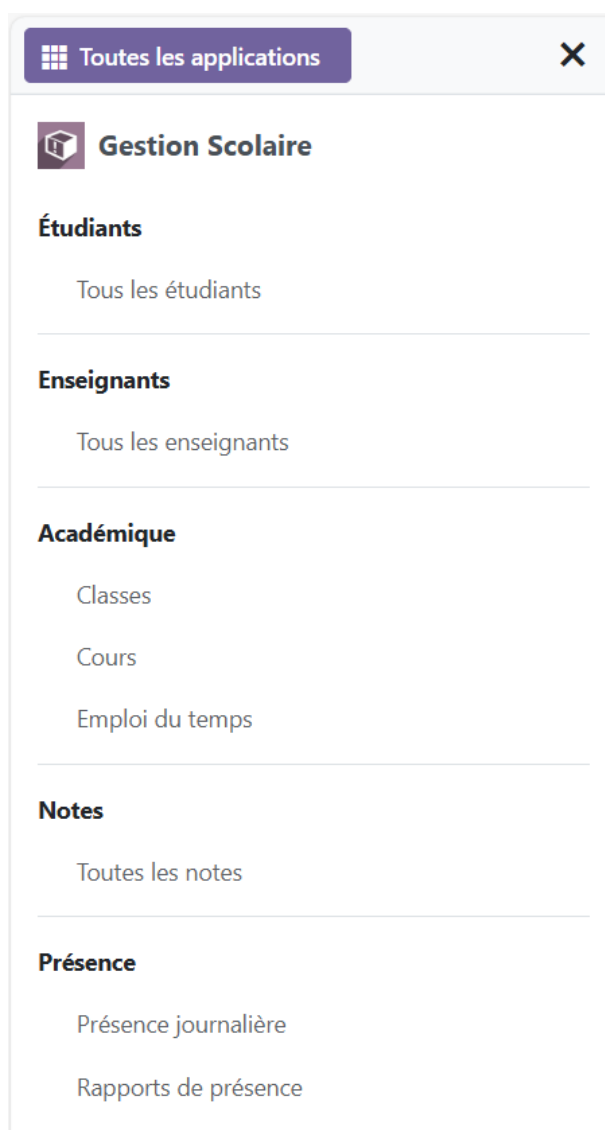 Toutes les applications
Gestion Scolaire
Étudiants
Tous les étudiants
Enseignants
Tous les enseignants
Académique
Classes
Cours
Emploi du temps
Notes
Toutes les notes
Présence
Présence journalière
Rapports de présence